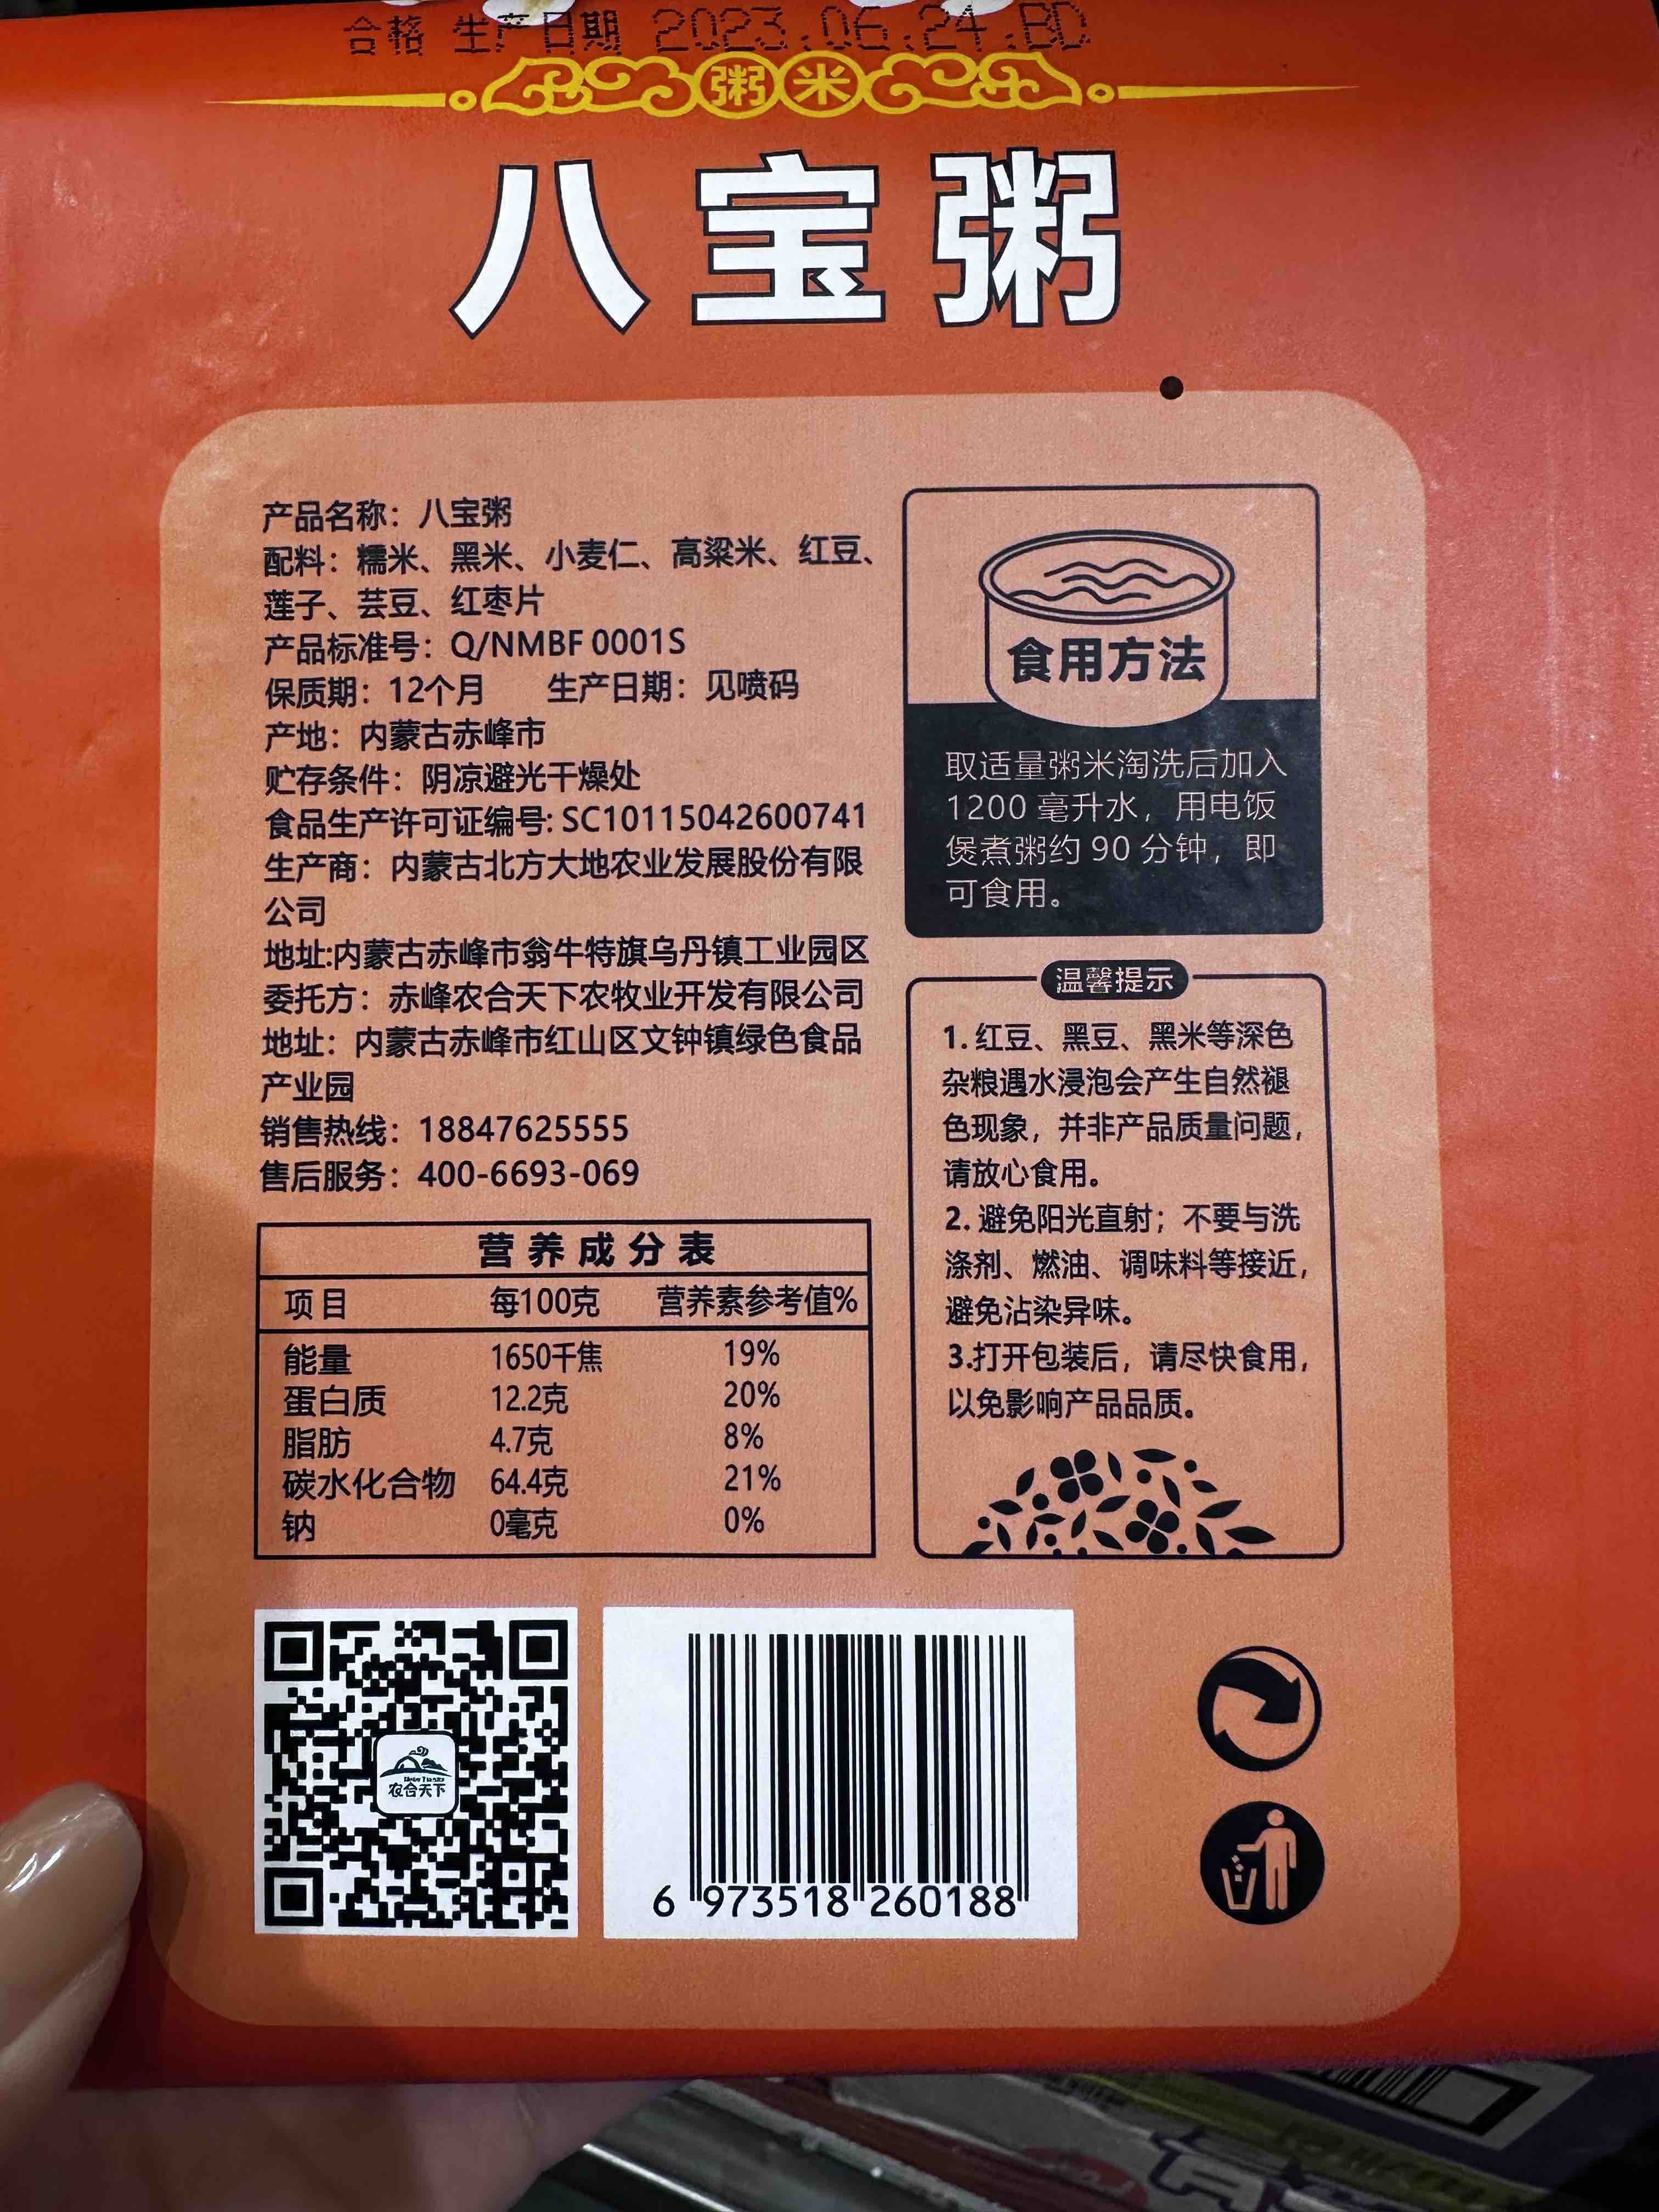 合格 生产日期 2023.06.24.BD
粥米
八宝粥
产品名称：八宝粥
配料：糯米、黑米、小麦仁、高粱米、红豆、
莲子、芸豆、红枣片
产品标准号：Q/NMBF 0001S
保质期：12个月 生产日期：见喷码
产地：内蒙古赤峰市
贮存条件：阴凉避光干燥处
食品生产许可证编号: SC10115042600741
生产商：内蒙古北方大地农业发展股份有限
公司
地址:内蒙古赤峰市翁牛特旗乌丹镇工业园区
委托方：赤峰农合天下农牧业开发有限公司
地址：内蒙古赤峰市红山区文钟镇绿色食品
产业园
销售热线：18847625555
售后服务：400-6693-069
营养成分表
项目 每100克 营养素参考值%
能量 1650千焦 19%
蛋白质 12.2克 20%
脂肪 4.7克 8%
碳水化合物 64.4克 21%
钠 0毫克 0%
食用方法
取适量粥米淘洗后加入
1200 毫升水，用电饭
煲煮粥约 90 分钟，即
可食用。
温馨提示
1. 红豆、黑豆、黑米等深色
杂粮遇水浸泡会产生自然褪
色现象，并非产品质量问题，
请放心食用。
2. 避免阳光直射；不要与洗
涤剂、燃油、调味料等接近，
避免沾染异味。
3.打开包装后，请尽快食用，
以免影响产品品质。
农合天下
6 973518 260188